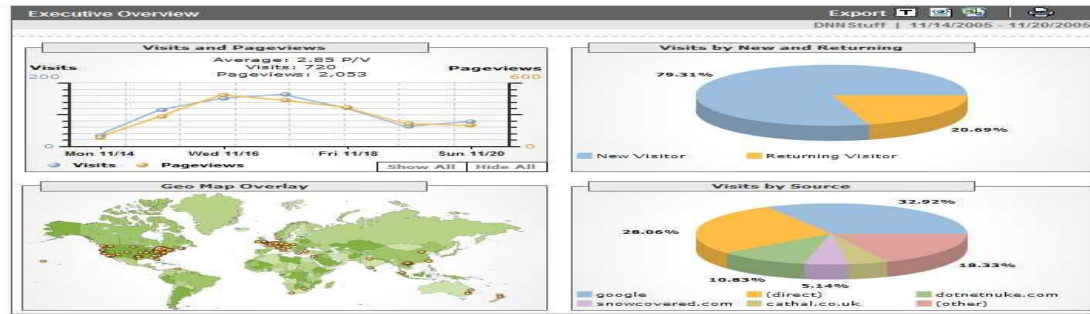 Executive Overview
Export T
DNNStuff | 11/14/2005 - 11/20/2005
Visits and Pageviews
Average: 2.85 P/V
Visits: 720
Pageviews: 2,053
Visits
Pageviews
200
600
0
0
Mon 11/14 Wed 11/16 Fri 11/18 Sun 11/20
Visits Pageviews
Show All Hide All
Visits by New and Returning
79.31%
20.69%
New Visitor Returning Visitor
Geo Map Overlay
Visits by Source
32.92%
28.06%
18.33%
10.83%
5.14%
google (direct) dotnetnuke.com
snowcovered.com cathal.co.uk (other)